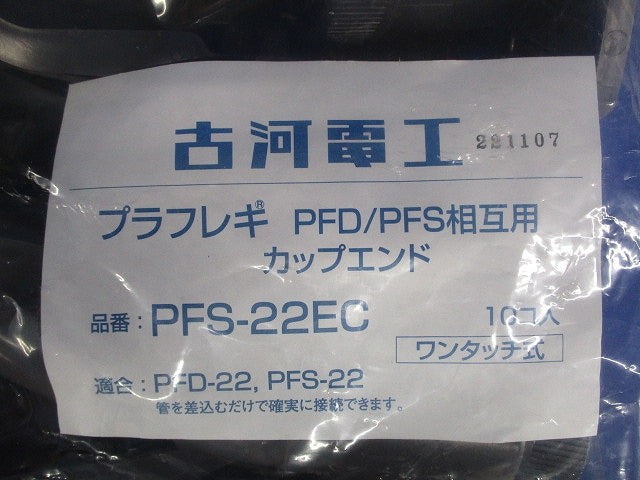 古河電工 221107
プラフレキ® PFD/PFS相互用
カップエンド
品番：PFS-22EC 10コ入
ワンタッチ式
適合：PFD-22, PFS-22
管を差込むだけで確実に接続できます。